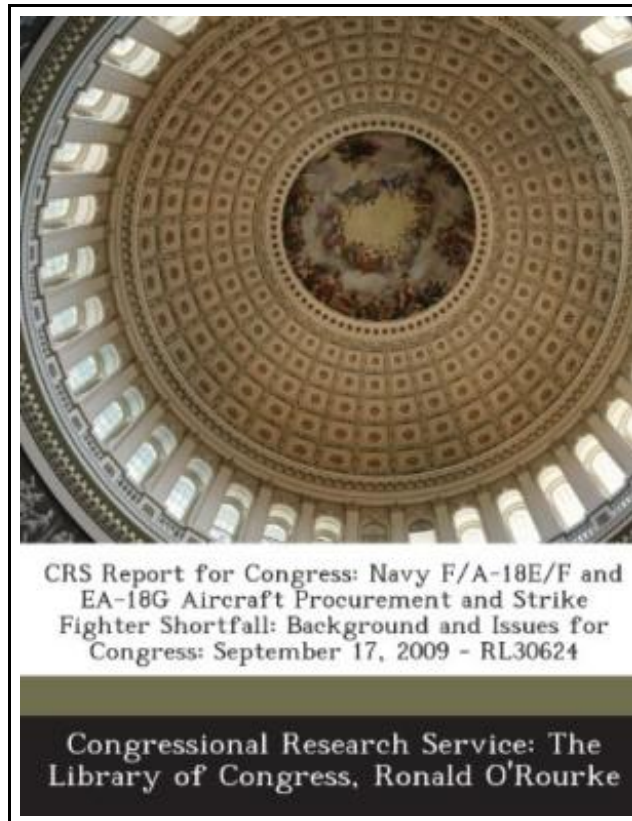 CRS Report for Congress: Navy F/A-18E/F and
EA-18G Aircraft Procurement and Strike
Fighter Shortfall: Background and Issues for
Congress: September 17, 2009 - RL30624
Congressional Research Service: The
Library of Congress, Ronald O'Rourke